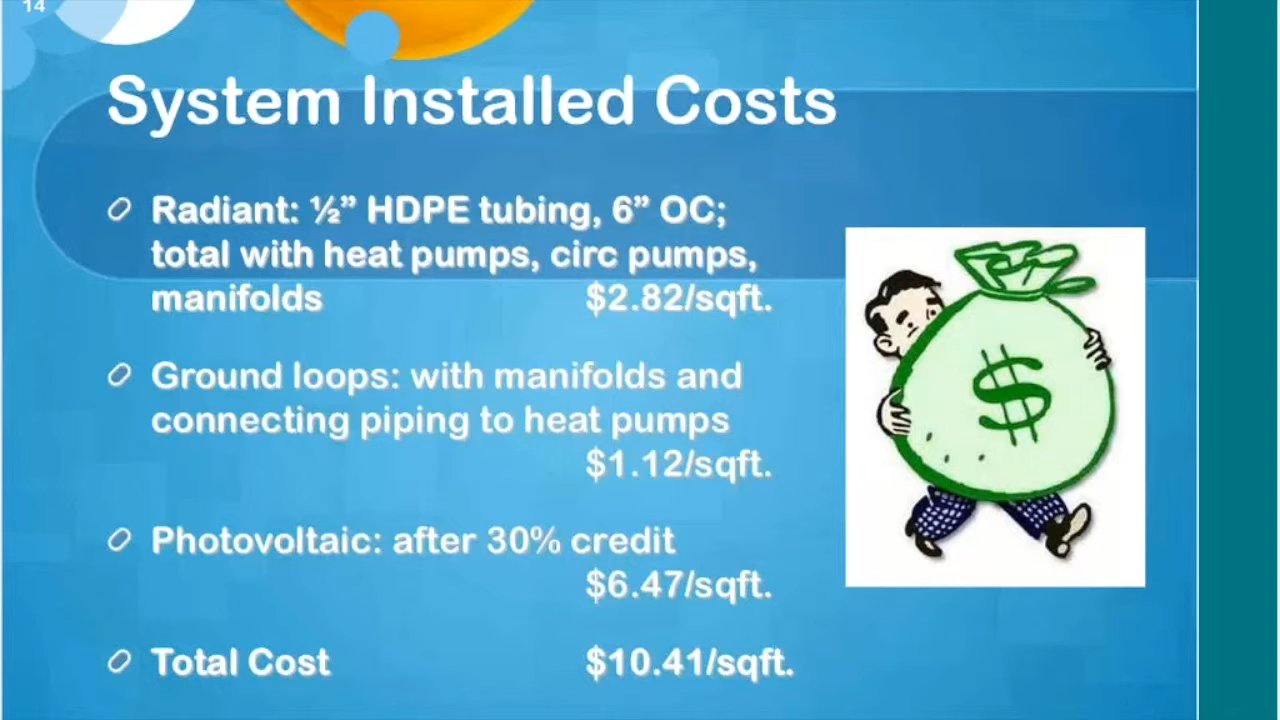 14
System Installed Costs
Radiant: ½” HDPE tubing, 6” OC;
total with heat pumps, circ pumps,
manifolds $2.82/sqft.
Ground loops: with manifolds and
connecting piping to heat pumps
$1.12/sqft.
Photovoltaic: after 30% credit
$6.47/sqft.
Total Cost $10.41/sqft.
$